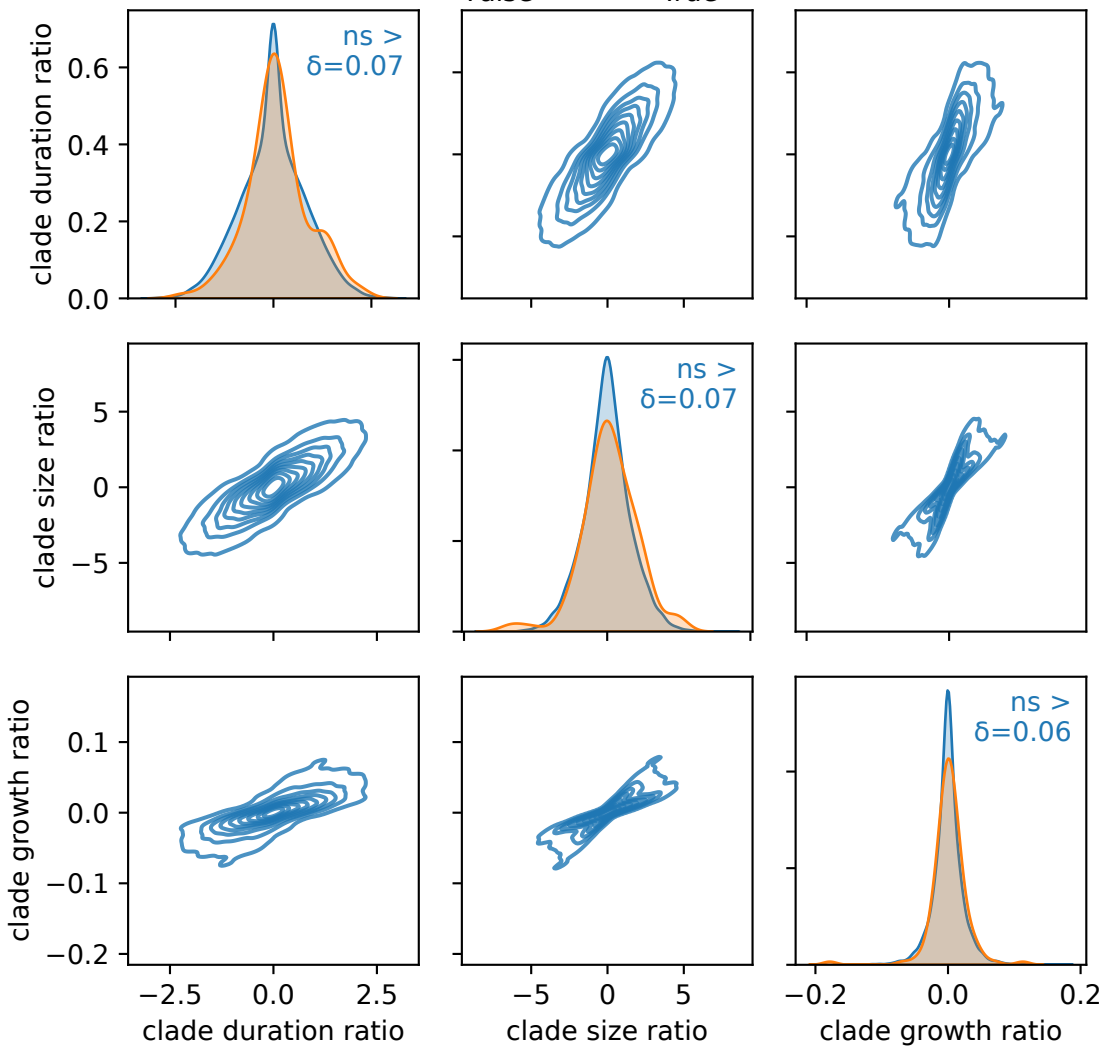 clade duration ratio
0.6
0.4
0.2
0.0
ns >
δ=0.07
clade size ratio
5
0
−5
ns >
δ=0.07
clade growth ratio
0.1
0.0
−0.1
−0.2
ns >
δ=0.06
−2.5 0.0 2.5
−5 0 5
−0.2 0.0 0.2
clade duration ratio
clade size ratio
clade growth ratio